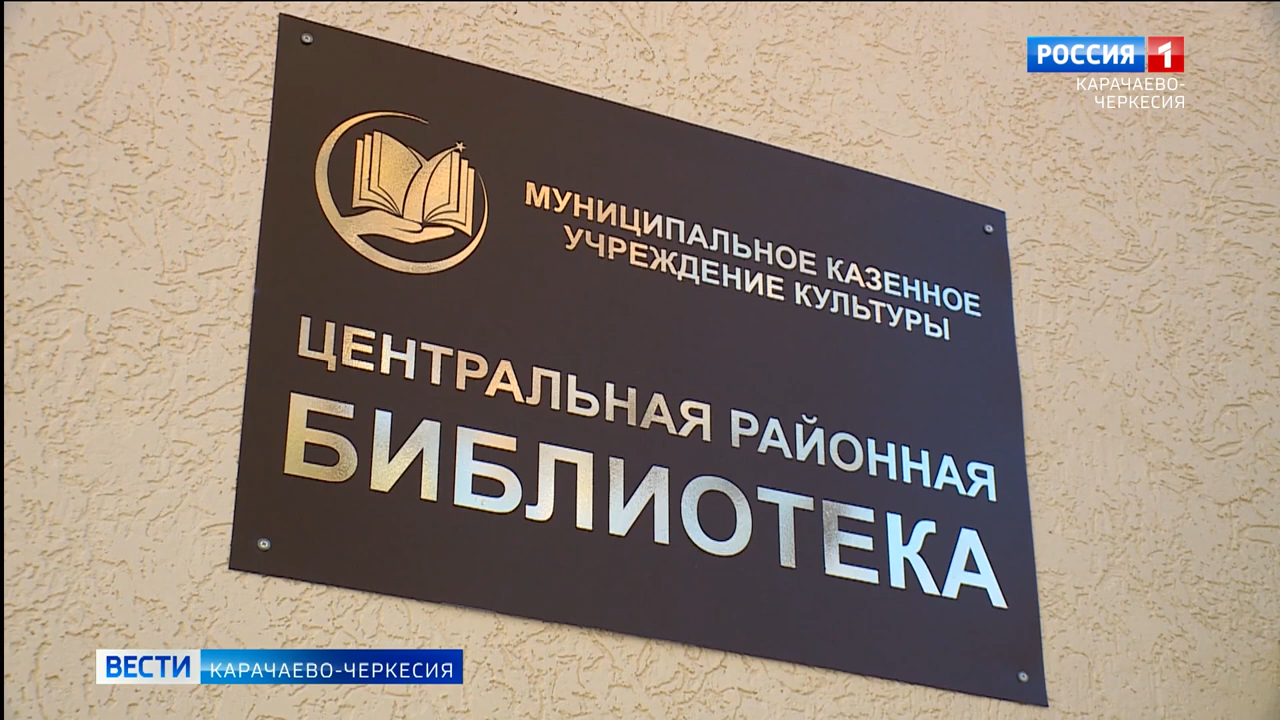 РОССИЯ 1
КАРАЧАЕВО-
ЧЕРКЕСИЯ
МУНИЦИПАЛЬНОЕ КАЗЕННОЕ
УЧРЕЖДЕНИЕ КУЛЬТУРЫ
ЦЕНТРАЛЬНАЯ РАЙОННАЯ
БИБЛИОТЕКА
ВЕСТИ КАРАЧАЕВО-ЧЕРКЕСИЯ